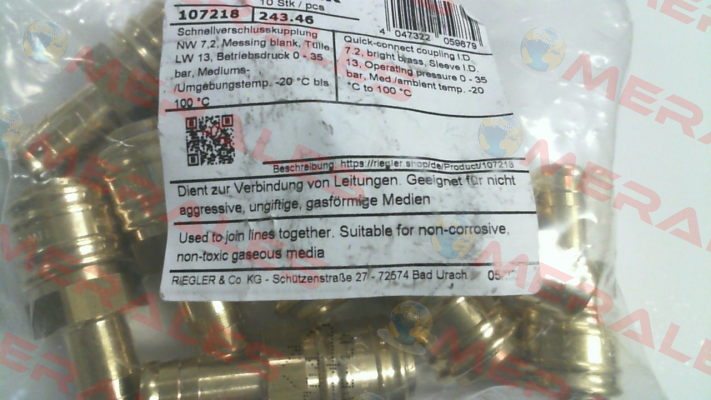 10 Stk / pcs
107218
243.46
4 047322 059679
Schnellverschlusskupplung
NW 7,2, Messing blank, Tülle
LW 13, Betriebsdruck 0 - 35
bar, Mediums-
/Umgebungstemp. -20 °C bis
100 °C
Quick-connect coupling I.D.
7.2, bright brass, Sleeve I.D.
13, Operating pressure 0 - 35
bar, Med./ambient temp. -20
°C to 100 °C
Beschreibung: https://riegler.shop/de/Product/107218
Dient zur Verbindung von Leitungen. Geeignet für nicht
aggressive, ungiftige, gasförmige Medien
Used to join lines together. Suitable for non-corrosive,
non-toxic gaseous media
RIEGLER & Co. KG - Schützenstraße 27 - 72574 Bad Urach
MERALES
MERALES
MERALES